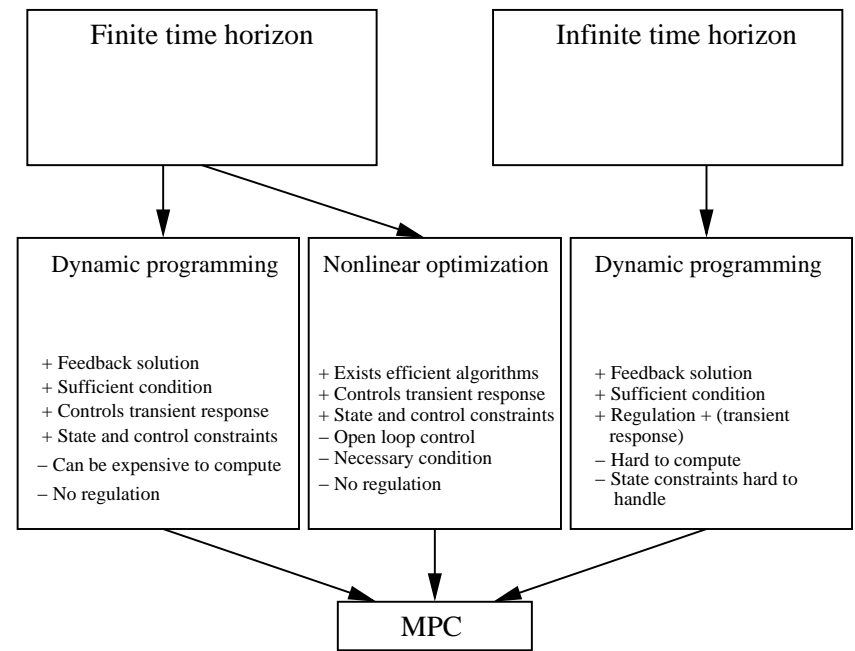 Finite time horizon
Infinite time horizon
Dynamic programming
+ Feedback solution
+ Sufficient condition
+ Controls transient response
+ State and control constraints
– Can be expensive to compute
– No regulation
Nonlinear optimization
+ Exists efficient algorithms
+ Controls transient response
+ State and control constraints
– Open loop control
– Necessary condition
– No regulation
Dynamic programming
+ Feedback solution
+ Sufficient condition
+ Regulation + (transient
response)
– Hard to compute
– State constraints hard to
handle
MPC